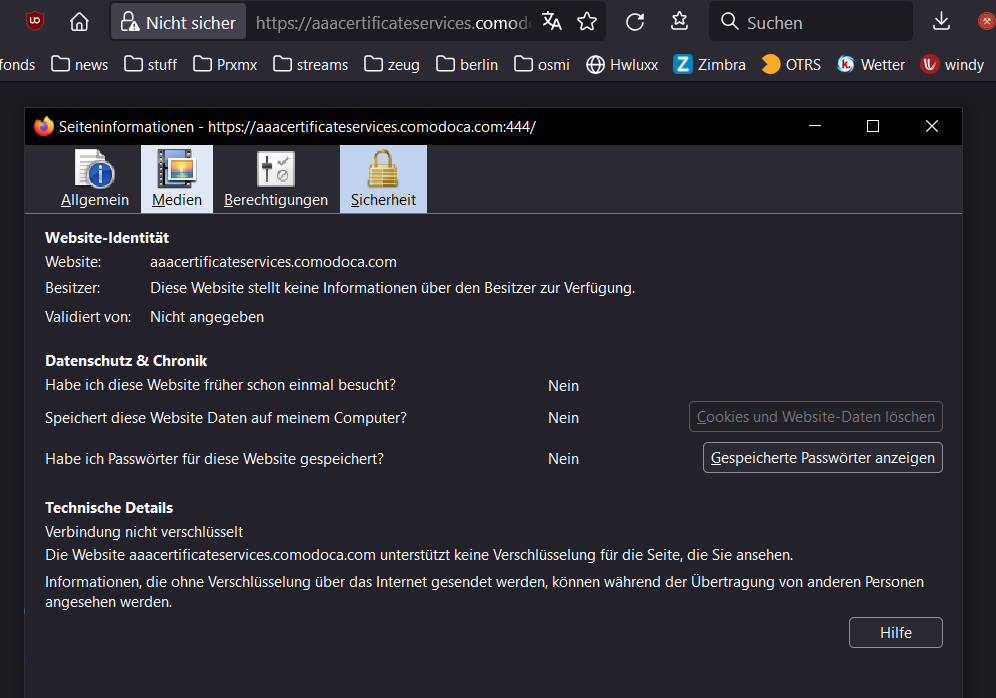 Nicht sicher
https://aaacertificateservices.comod
Suchen
fonds
news
stuff
Prxmx
streams
zeug
berlin
osmi
Hwluxx
Z Zimbra
OTRS
k. Wetter
windy
Seiteninformationen - https://aaacertificateservices.comodoca.com:444/
Allgemein
Medien
Berechtigungen
Sicherheit
Website-Identität
Website: aaacertificateservices.comodoca.com
Besitzer: Diese Website stellt keine Informationen über den Besitzer zur Verfügung.
Validiert von: Nicht angegeben
Datenschutz & Chronik
Habe ich diese Website früher schon einmal besucht? Nein
Speichert diese Website Daten auf meinem Computer? Nein Cookies und Website-Daten löschen
Habe ich Passwörter für diese Website gespeichert? Nein Gespeicherte Passwörter anzeigen
Technische Details
Verbindung nicht verschlüsselt
Die Website aaacertificateservices.comodoca.com unterstützt keine Verschlüsselung für die Seite, die Sie ansehen.
Informationen, die ohne Verschlüsselung über das Internet gesendet werden, können während der Übertragung von anderen Personen
angesehen werden.
Hilfe